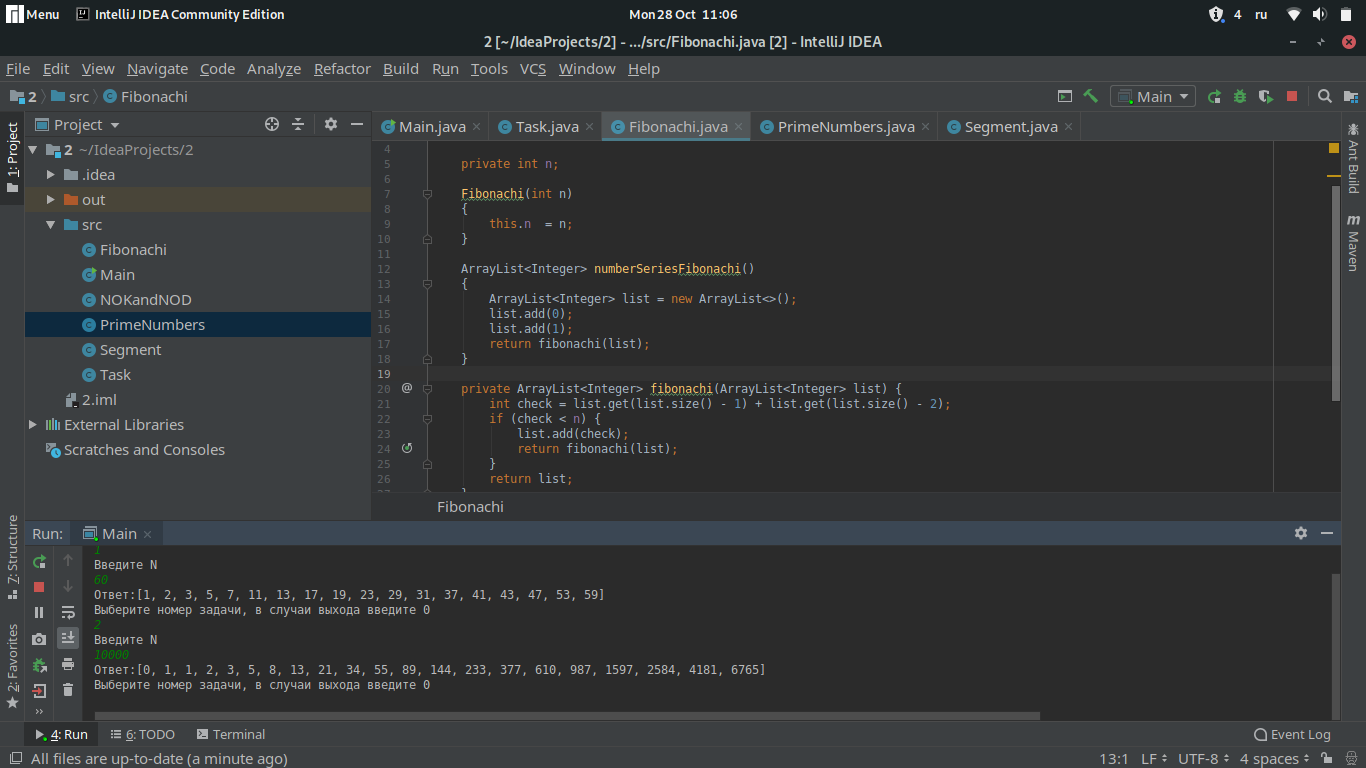 Menu IntelliJ IDEA Community Edition Mon 28 Oct 11:06 4 ru
2 [~/IdeaProjects/2] - .../src/Fibonachi.java [2] - IntelliJ IDEA
File Edit View Navigate Code Analyze Refactor Build Run Tools VCS Window Help
2 src Fibonachi Main
1: Project
Project
2 ~/IdeaProjects/2
.idea
out
src
Fibonachi
Main
NOKandNOD
PrimeNumbers
Segment
Task
2.iml
External Libraries
Scratches and Consoles
Main.java Task.java Fibonachi.java PrimeNumbers.java Segment.java
4
5 private int n;
6
7 Fibonachi(int n)
8 {
9 this.n  = n;
10 }
11
12 ArrayList<Integer> numberSeriesFibonachi()
13 {
14 ArrayList<Integer> list = new ArrayList<>();
15 list.add(0);
16 list.add(1);
17 return fibonachi(list);
18 }
19
20 @ private ArrayList<Integer> fibonachi(ArrayList<Integer> list) {
21 int check = list.get(list.size() - 1) + list.get(list.size() - 2);
22 if (check < n) {
23 list.add(check);
24 return fibonachi(list);
25 }
26 return list;
27 }
Fibonachi
Ant Build
m Maven
7: Structure
2: Favorites
Run: Main
1
Введите N
60
Ответ:[1, 2, 3, 5, 7, 11, 13, 17, 19, 23, 29, 31, 37, 41, 43, 47, 53, 59]
Выберите номер задачи, в случаи выхода введите 0
2
Введите N
10000
Ответ:[0, 1, 1, 2, 3, 5, 8, 13, 21, 34, 55, 89, 144, 233, 377, 610, 987, 1597, 2584, 4181, 6765]
Выберите номер задачи, в случаи выхода введите 0
4: Run 6: TODO Terminal Event Log
All files are up-to-date (a minute ago) 13:1 LF UTF-8 4 spaces